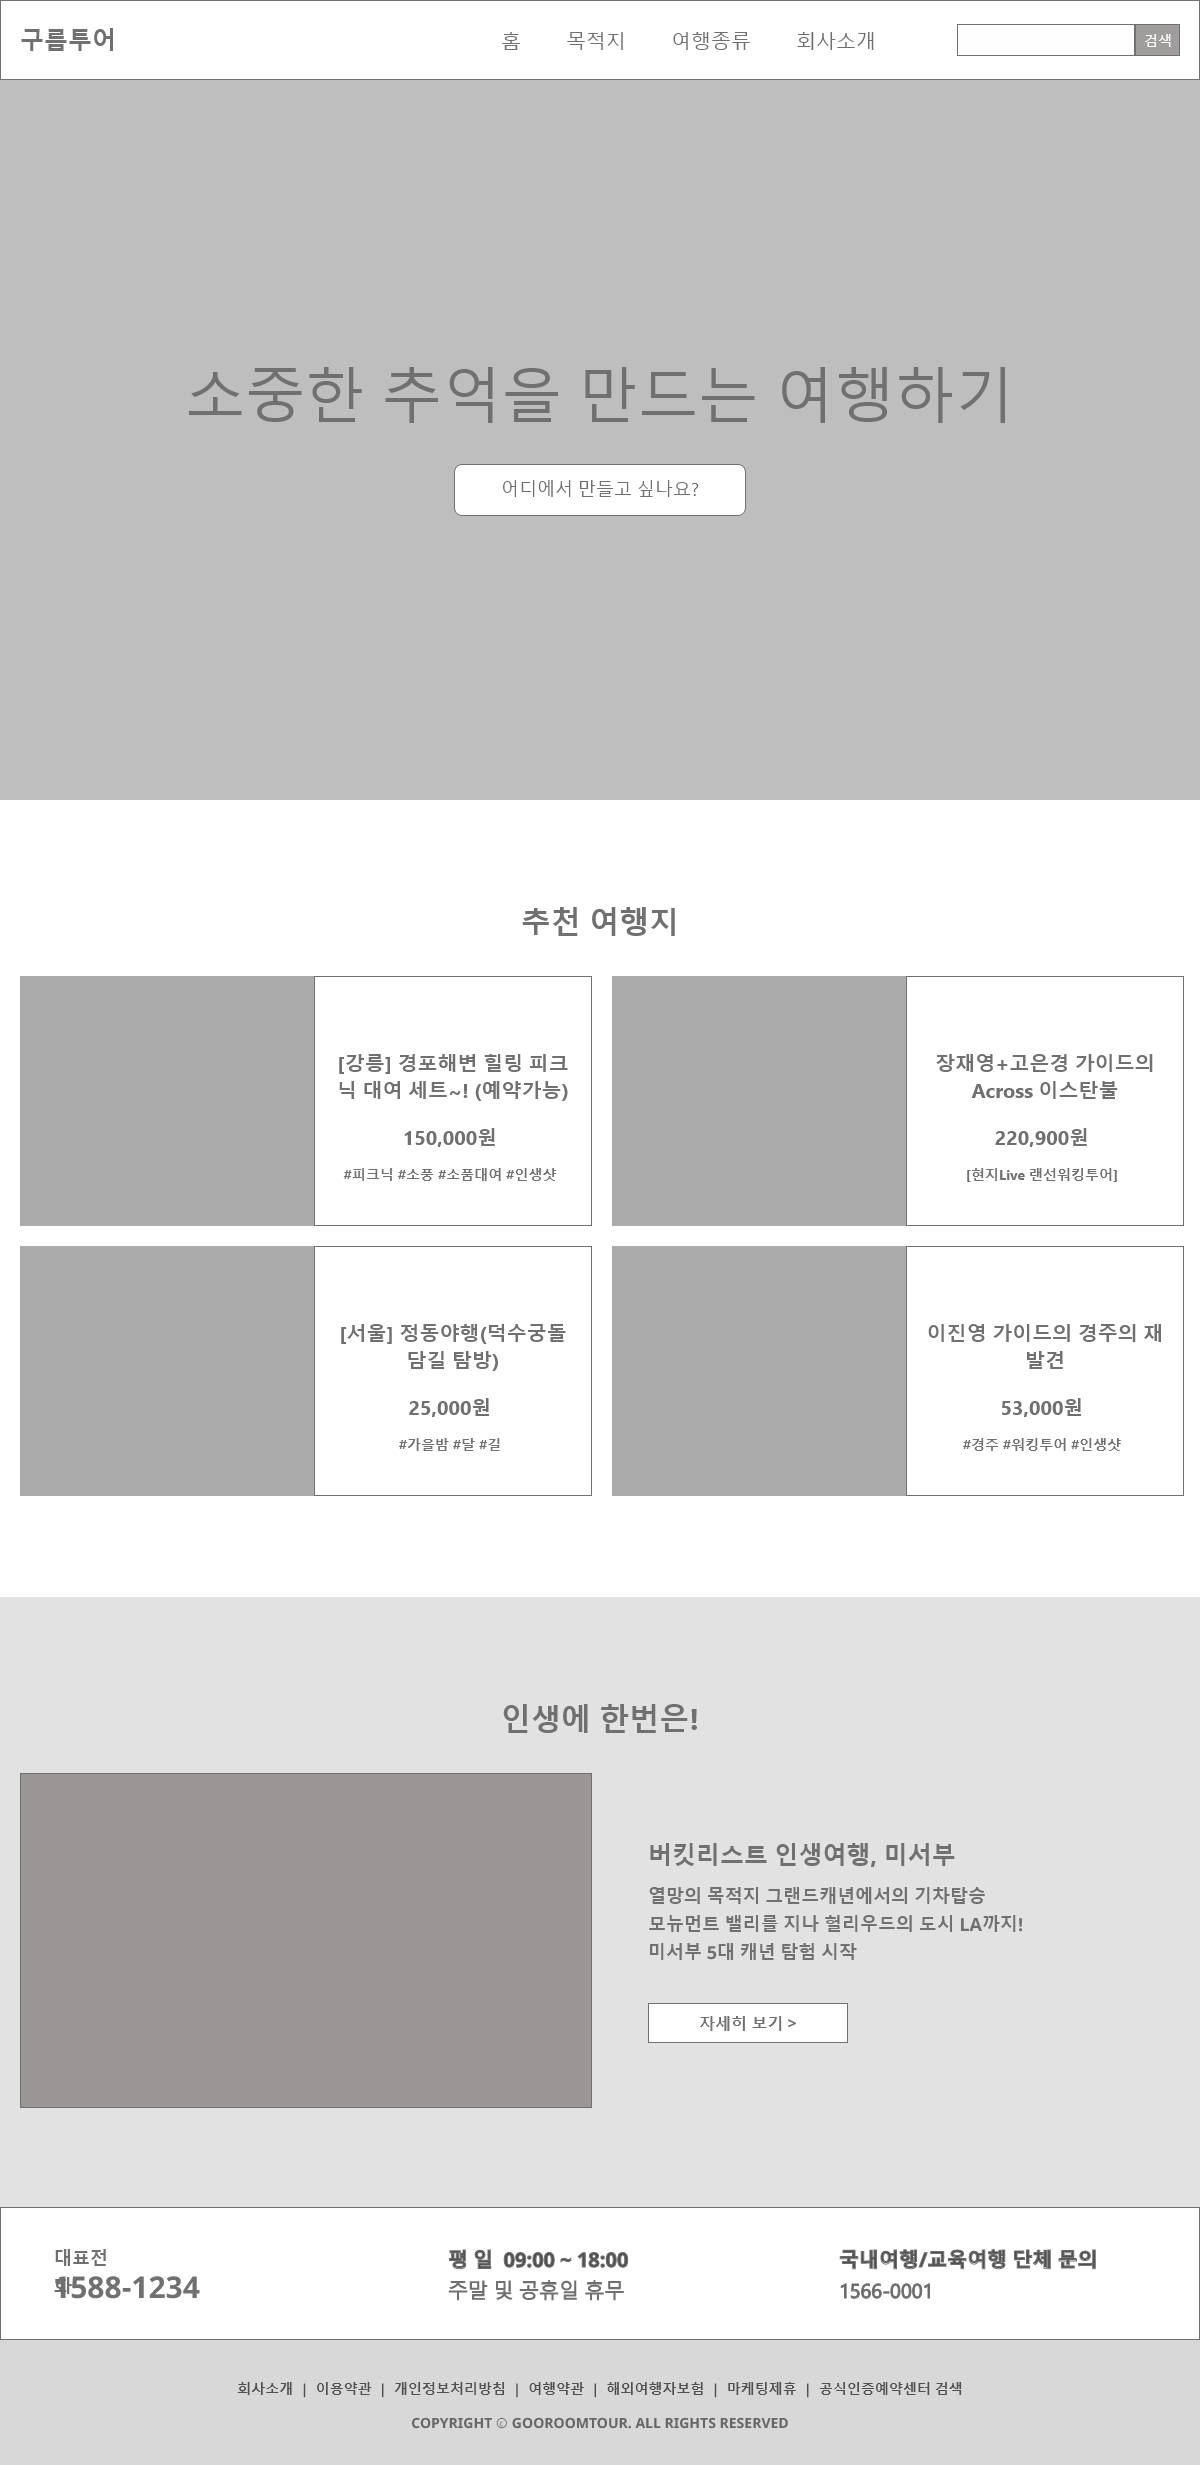 구름투어
홈 목적지 여행종류 회사소개
검색
소중한 추억을 만드는 여행하기
어디에서 만들고 싶나요?
추천 여행지
[강릉] 경포해변 힐링 피크
닉 대여 세트~! (예약가능)
150,000원
#피크닉 #소풍 #소품대여 #인생샷
장재영+고은경 가이드의
Across 이스탄불
220,900원
[현지Live 랜선워킹투어]
[서울] 정동야행(덕수궁돌
담길 탐방)
25,000원
#가을밤 #달 #길
이진영 가이드의 경주의 재
발견
53,000원
#경주 #워킹투어 #인생샷
인생에 한번은!
버킷리스트 인생여행, 미서부
열망의 목적지 그랜드캐년에서의 기차탑승
모뉴먼트 밸리를 지나 헐리우드의 도시 LA까지!
미서부 5대 캐년 탐험 시작
자세히 보기 >
대표전
화
1588-1234
평 일 09:00 ~ 18:00
주말 및 공휴일 휴무
국내여행/교육여행 단체 문의
1566-0001
회사소개 | 이용약관 | 개인정보처리방침 | 여행약관 | 해외여행자보험 | 마케팅제휴 | 공식인증예약센터 검색
COPYRIGHT © GOOROOMTOUR. ALL RIGHTS RESERVED